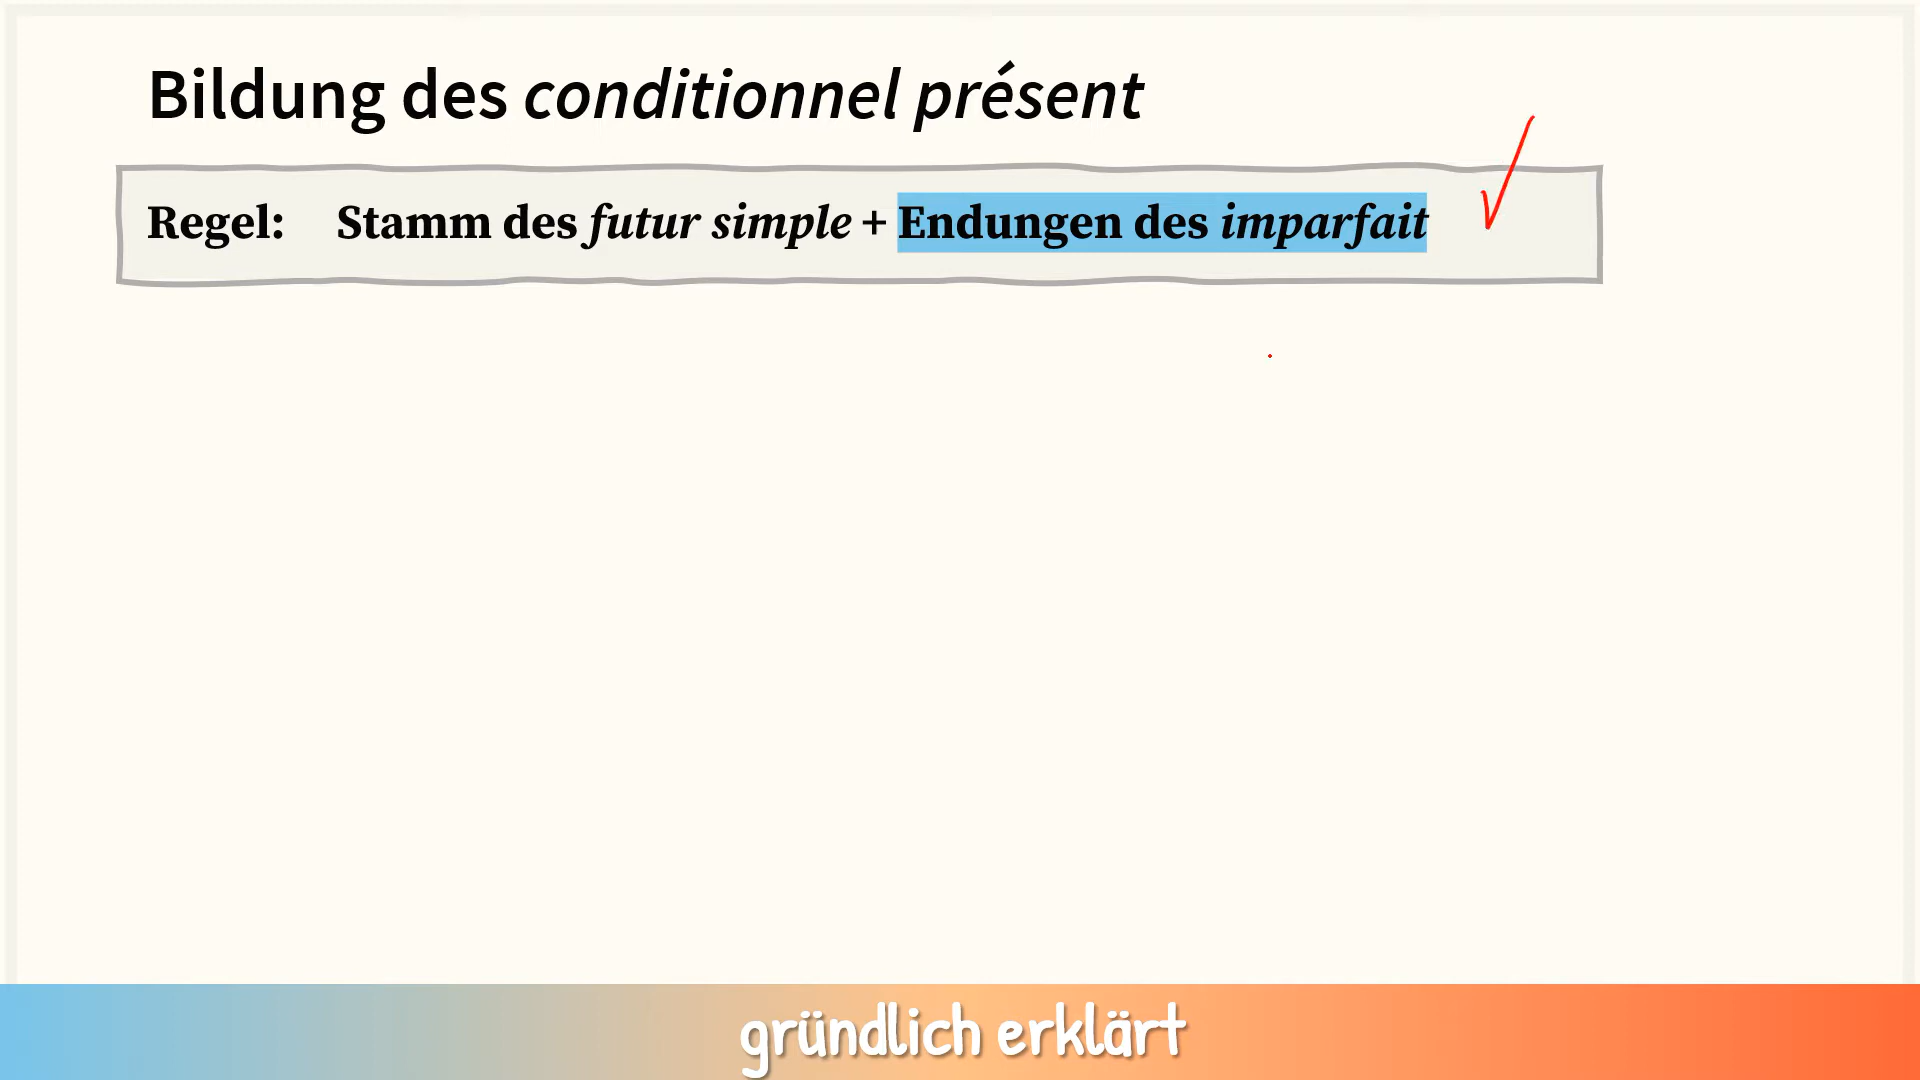 Bildung des conditionnel présent
Regel: Stamm des futur simple + Endungen des imparfait
gründlich erklärt